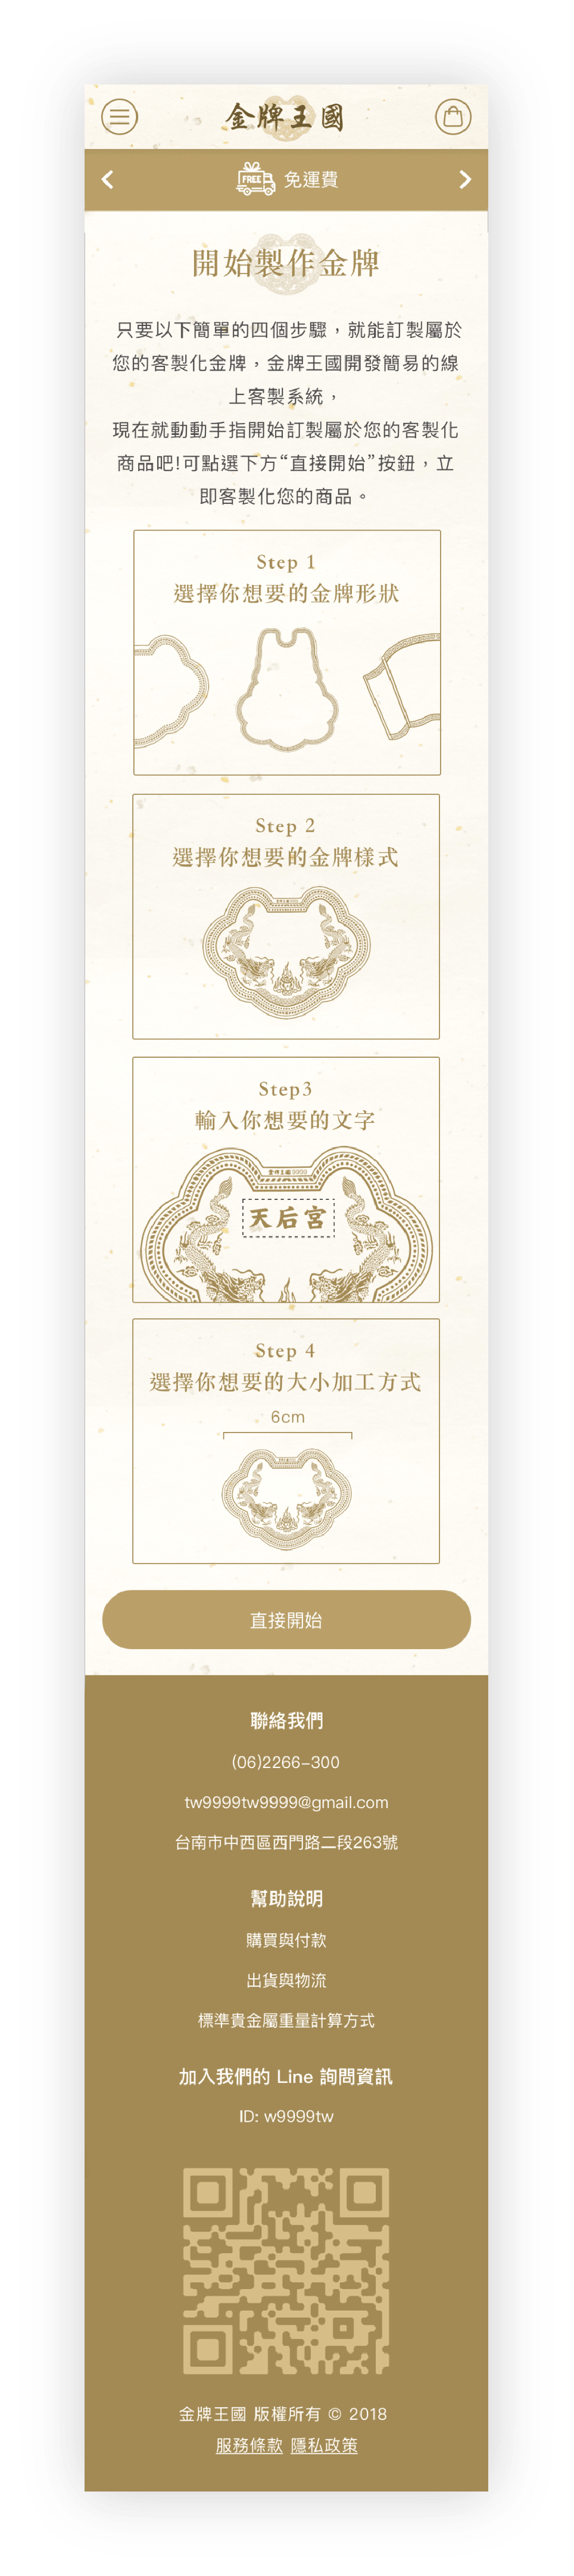 金牌王國
FREE 免運費
開始製作金牌
只要以下簡單的四個步驟，就能訂製屬於
您的客製化金牌，金牌王國開發簡易的線
上客製系統，
現在就動動手指開始訂製屬於您的客製化
商品吧!可點選下方“直接開始”按鈕，立
即客製化您的商品。
Step 1
選擇你想要的金牌形狀
Step 2
選擇你想要的金牌樣式
Step3
輸入你想要的文字
金牌王國9999
天后宮
Step 4
選擇你想要的大小加工方式
6cm
直接開始
聯絡我們
(06)2266-300
tw9999tw9999@gmail.com
台南市中西區西門路二段263號
幫助說明
購買與付款
出貨與物流
標準貴金屬重量計算方式
加入我們的 Line 詢問資訊
ID: w9999tw
金牌王國 版權所有 © 2018
服務條款 隱私政策